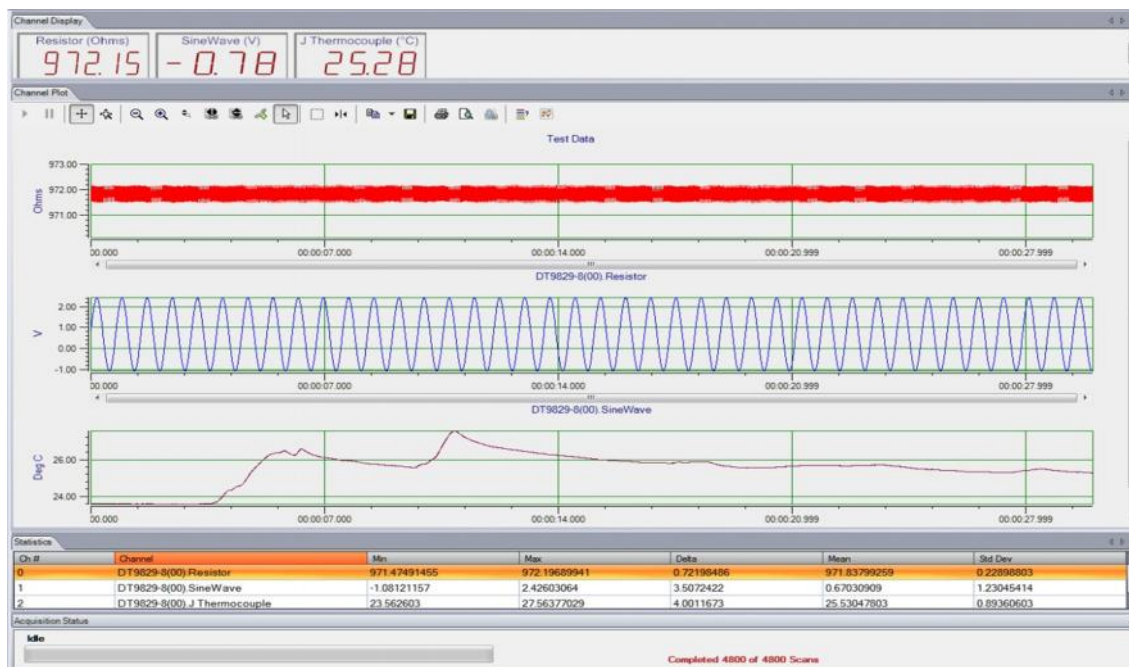 Channel Display
Resistor (Ohms) SineWave (V) J Thermocouple (°C)
972.15 -0.78 25.28
Channel Plot
Test Data
973.00
972.00
971.00
Ohms
00.000 00:00:07.000 00:00:14.000 00:00:20.999 00:00:27.999
DT9829-8(00).Resistor
2.00
1.00
0.00
-1.00
V
00.000 00:00:07.000 00:00:14.000 00:00:20.999 00:00:27.999
DT9829-8(00).SineWave
26.00
24.00
Deg C
00.000 00:00:07.000 00:00:14.000 00:00:20.999 00:00:27.999
Statistics
Ch # Channel Min Max Delta Mean Std Dev
0 DT9829-8(00).Resistor 971.47491455 972.19689941 0.72198486 971.83799259 0.22898803
1 DT9829-8(00).SineWave -1.08121157 2.42603064 3.5072422 0.67030909 1.23045414
2 DT9829-8(00).J Thermocouple 23.562603 27.56377029 4.0011673 25.53047803 0.89360603
Acquisition Status
Idle
Completed 4800 of 4800 Scans